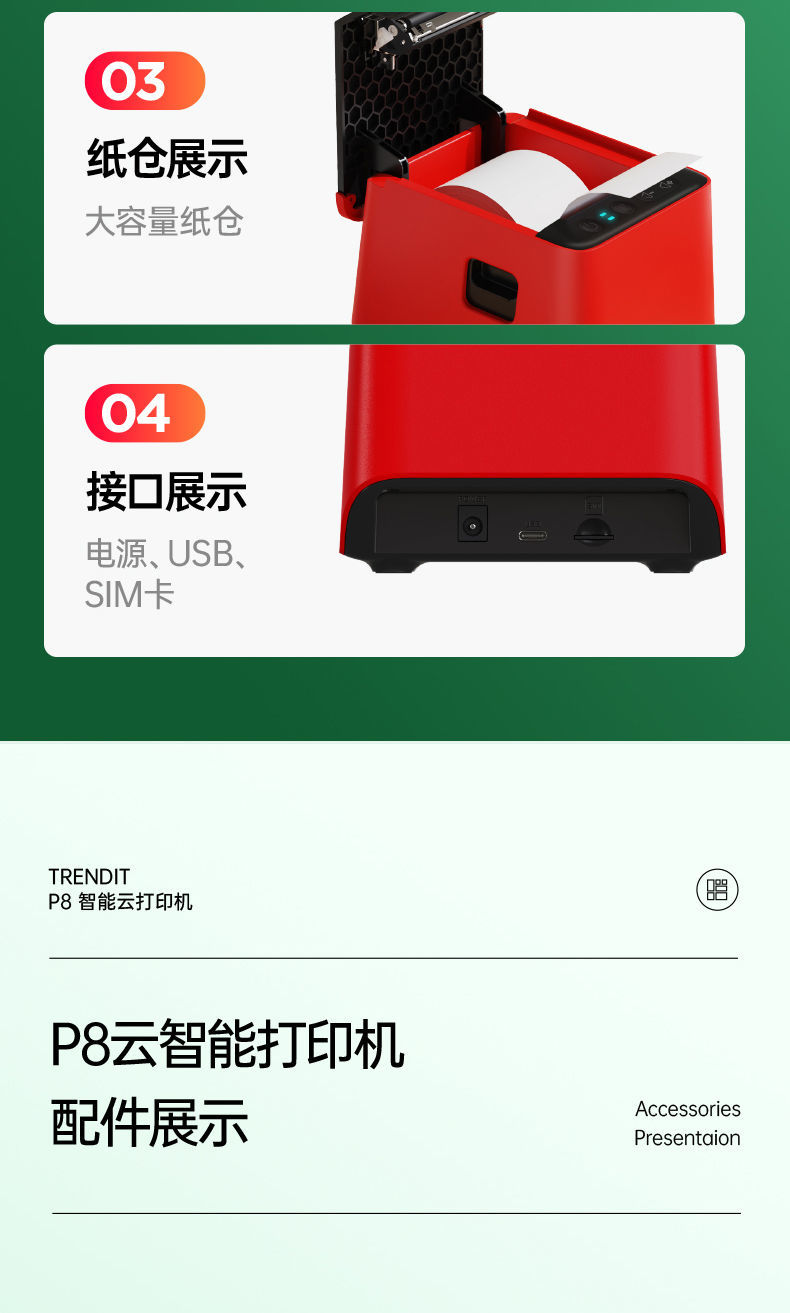 03
纸仓展示
大容量纸仓
04
接口展示
电源、USB、
SIM卡
TRENDIT
P8 智能云打印机
P8云智能打印机
配件展示
Accessories
Presentaion